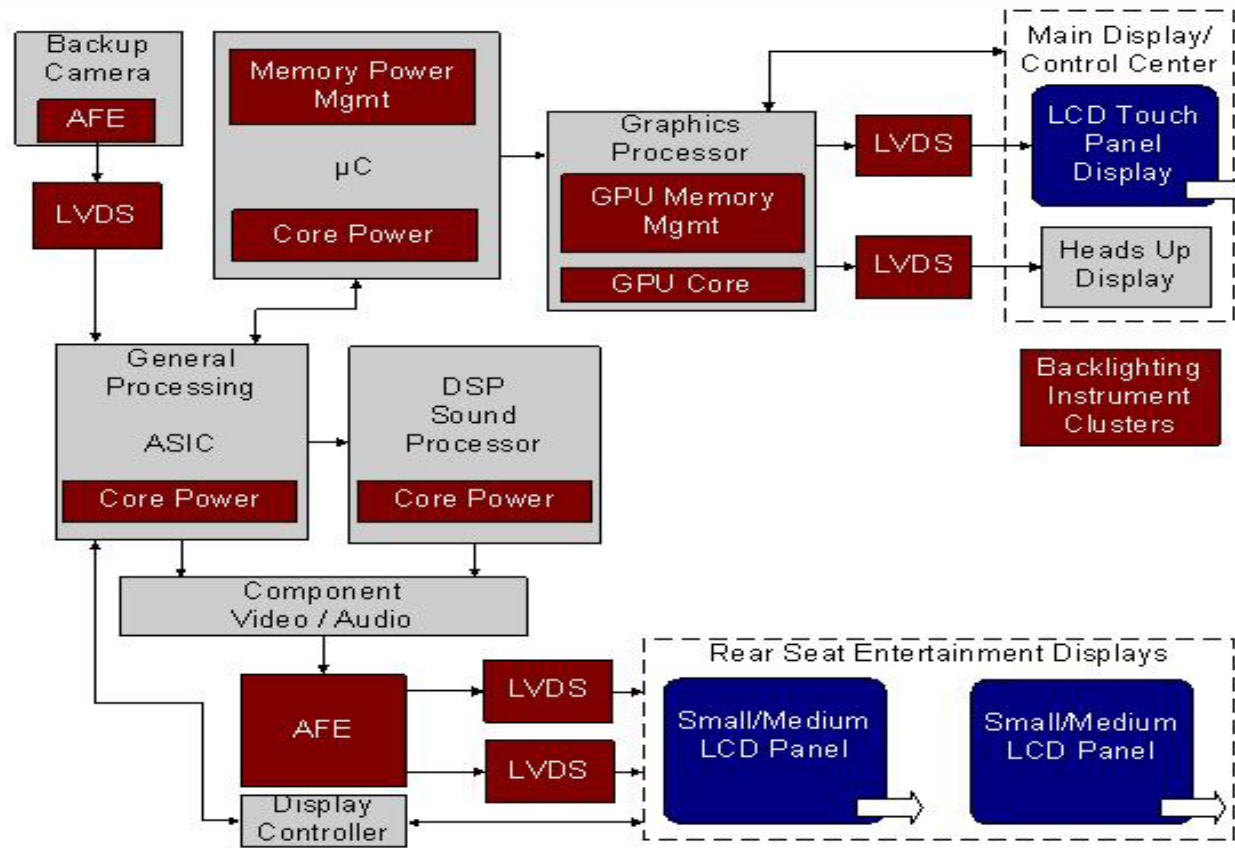 Backup
Camera
AFE
LVDS
Memory Power
Mgmt
µC
Core Power
Graphics
Processor
GPU Memory
Mgmt
GPU Core
LVDS
LVDS
Main Display/
Control Center
LCD Touch
Panel
Display
Heads Up
Display
Backlighting
Instrument
Clusters
General
Processing
ASIC
Core Power
DSP
Sound
Processor
Core Power
Component
Video / Audio
AFE
LVDS
LVDS
Display
Controller
Rear Seat Entertainment Displays
Small/Medium
LCD Panel
Small/Medium
LCD Panel